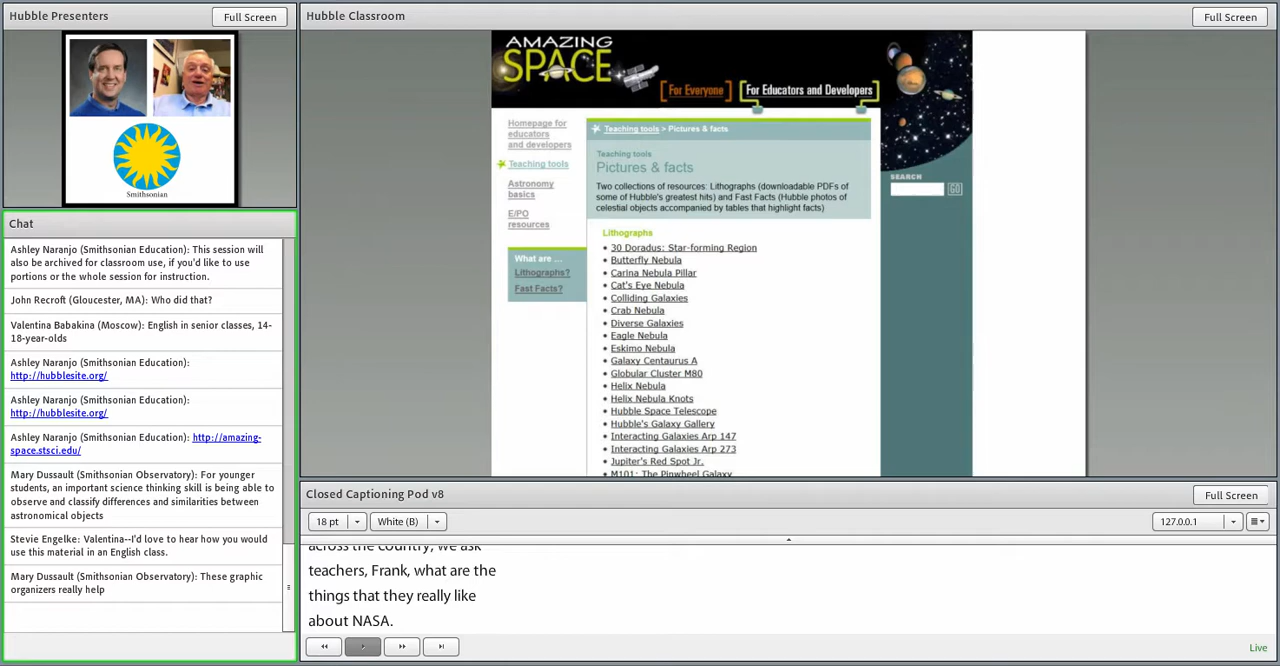 Hubble Presenters
Full Screen
Smithsonian
Chat
Ashley Naranjo (Smithsonian Education): This session will
also be archived for classroom use, if you'd like to use
portions or the whole session for instruction.
John Recroft (Gloucester, MA): Who did that?
Valentina Babakina (Moscow): English in senior classes, 14-
18-year-olds
Ashley Naranjo (Smithsonian Education):
http://hubblesite.org/
Ashley Naranjo (Smithsonian Education):
http://hubblesite.org/
Ashley Naranjo (Smithsonian Education): http://amazing-
space.stsci.edu/
Mary Dussault (Smithsonian Observatory): For younger
students, an important science thinking skill is being able to
observe and classify differences and similarities between
astronomical objects
Stevie Engelke: Valentina--I'd love to hear how you would
use this material in an English class.
Mary Dussault (Smithsonian Observatory): These graphic
organizers really help
Hubble Classroom
Full Screen
AMAZING
SPACE
[For Everyone] [For Educators and Developers]
Homepage for
educators
and developers
Teaching tools
Astronomy
basics
E/PO
resources
What are ...
Lithographs?
Fast Facts?
Teaching tools > Pictures & facts
Teaching tools
Pictures & facts
Two collections of resources: Lithographs (downloadable PDFs of
some of Hubble's greatest hits) and Fast Facts (Hubble photos of
celestial objects accompanied by tables that highlight facts)
Lithographs
• 30 Doradus: Star-forming Region
• Butterfly Nebula
• Carina Nebula Pillar
• Cat's Eye Nebula
• Colliding Galaxies
• Crab Nebula
• Diverse Galaxies
• Eagle Nebula
• Eskimo Nebula
• Galaxy Centaurus A
• Globular Cluster M80
• Helix Nebula
• Helix Nebula Knots
• Hubble Space Telescope
• Hubble's Galaxy Gallery
• Interacting Galaxies Arp 147
• Interacting Galaxies Arp 273
• Jupiter's Red Spot Jr.
• M101: The Pinwheel Galaxy
SEARCH
GO
Closed Captioning Pod v8
Full Screen
18 pt
White (B)
127.0.0.1
across the country, we ask
teachers, Frank, what are the
things that they really like
about NASA.
Live